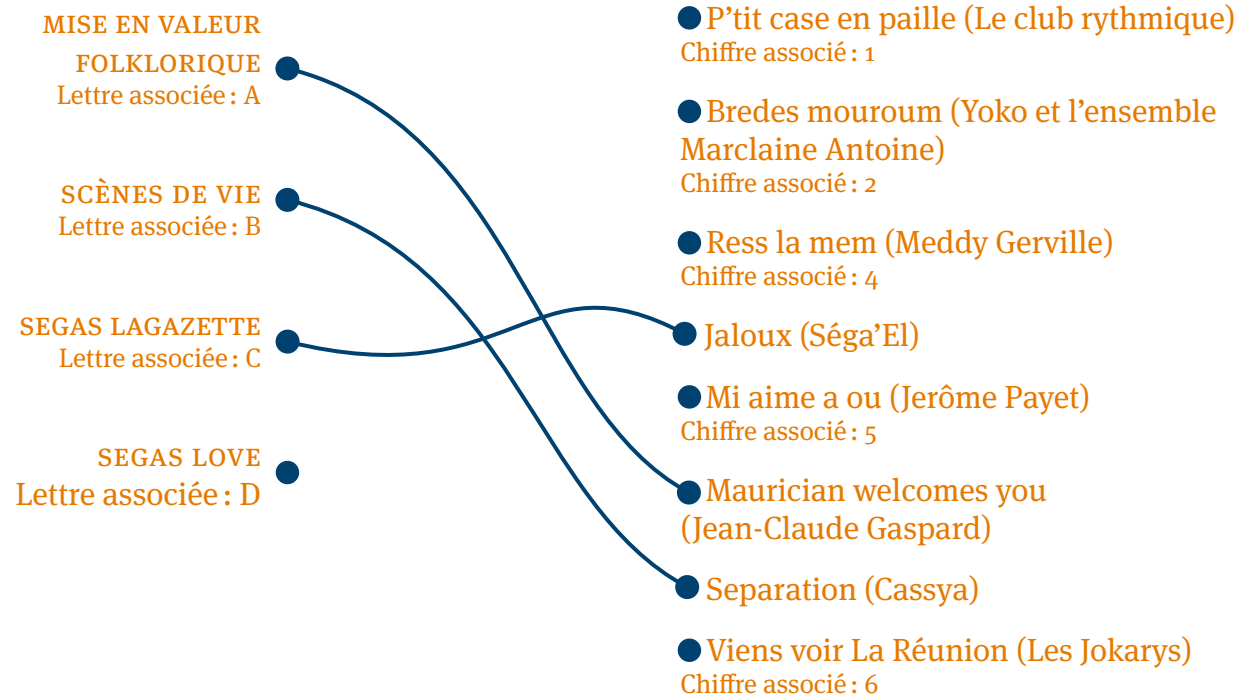 MISE EN VALEUR
FOLKLORIQUE
Lettre associée : A
SCÈNES DE VIE
Lettre associée : B
SEGAS LAGAZETTE
Lettre associée : C
SEGAS LOVE
Lettre associée : D
P'tit case en paille (Le club rythmique)
Chiffre associé : 1
Bredes mouroum (Yoko et l’ensemble
Marclaine Antoine)
Chiffre associé : 2
Ress la mem (Meddy Gerville)
Chiffre associé : 4
Jaloux (Séga’El)
Mi aime a ou (Jerôme Payet)
Chiffre associé : 5
Maurician welcomes you
(Jean-Claude Gaspard)
Separation (Cassya)
Viens voir La Réunion (Les Jokarys)
Chiffre associé : 6